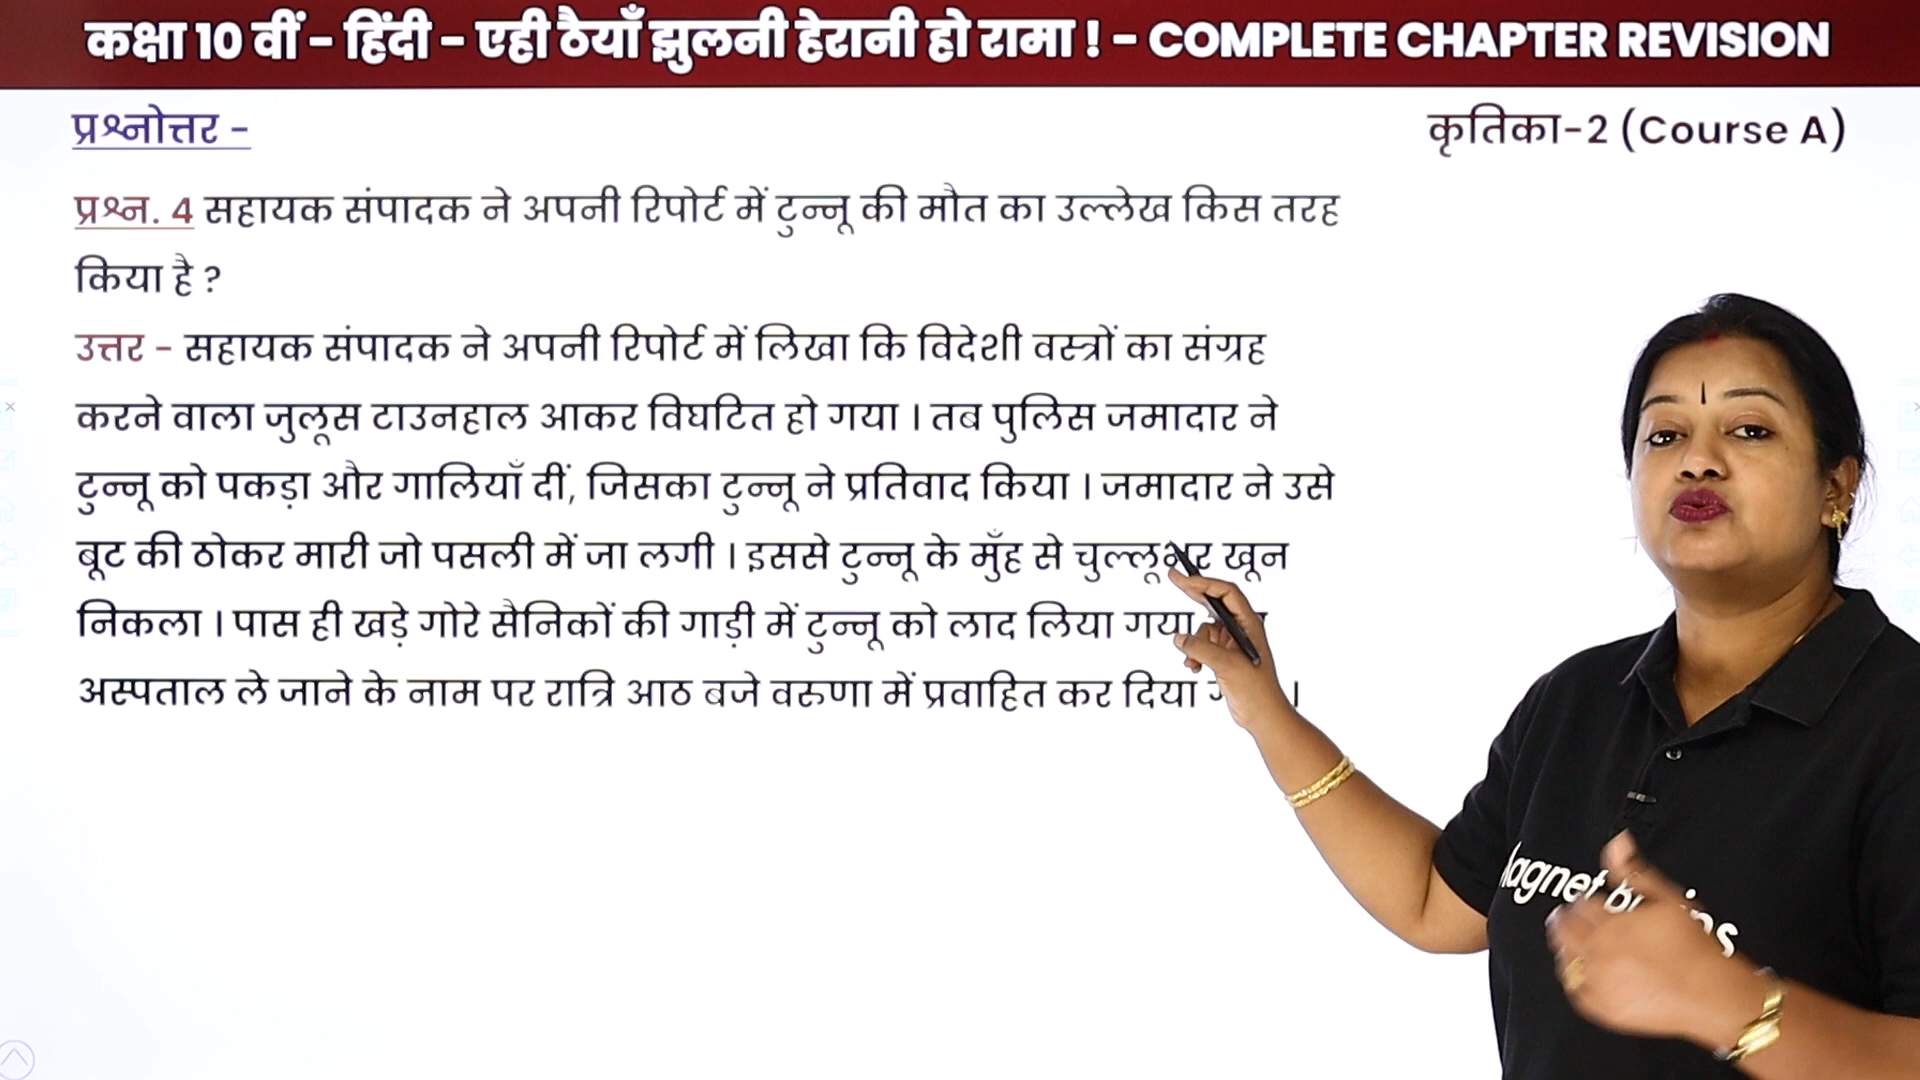 कक्षा 10 वीं - हिंदी - एही ठैयाँ झुलनी हेरानी हो रामा ! - COMPLETE CHAPTER REVISION
प्रश्नोत्तर -
कृतिका-2 (Course A)
प्रश्न. 4 सहायक संपादक ने अपनी रिपोर्ट में टुन्नू की मौत का उल्लेख किस तरह
किया है ?
उत्तर - सहायक संपादक ने अपनी रिपोर्ट में लिखा कि विदेशी वस्त्रों का संग्रह
करने वाला जुलूस टाउनहाल आकर विघटित हो गया । तब पुलिस जमादार ने
टुन्नू को पकड़ा और गालियाँ दीं, जिसका टुन्नू ने प्रतिवाद किया । जमादार ने उसे
बूट की ठोकर मारी जो पसली में जा लगी । इससे टुन्नू के मुँह से चुल्लूभर खून
निकला । पास ही खड़े गोरे सैनिकों की गाड़ी में टुन्नू को लाद लिया गया
अस्पताल ले जाने के नाम पर रात्रि आठ बजे वरुणा में प्रवाहित कर दिया ।